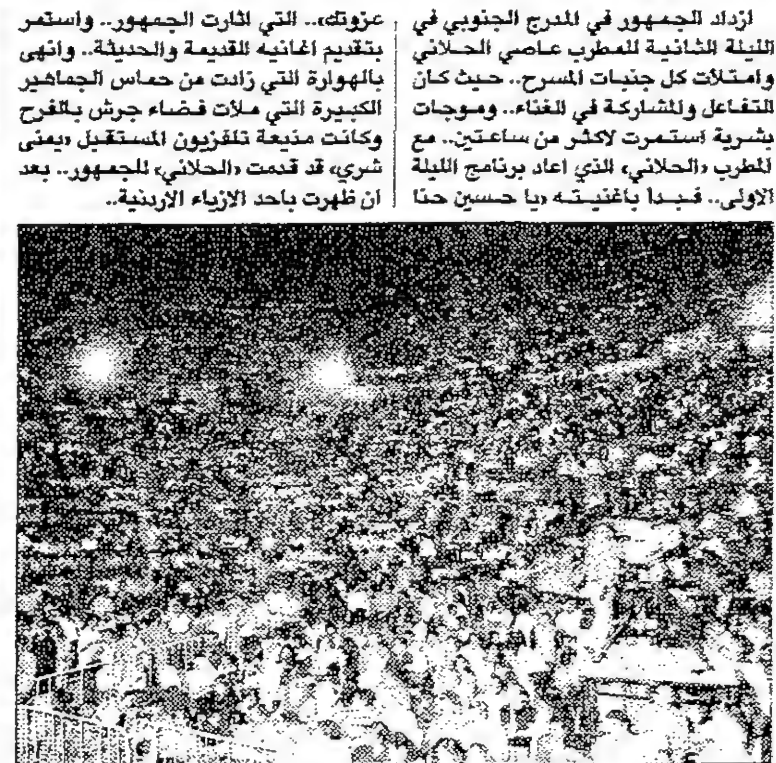 ازداد الجمهور في المدرج الجنوبي في
الليلة الثانية للمطرب عاصي الحلاني
وامتلات كل جنبات المسرح.. حيث كان
التفاعل والمشاركة في الغناء.. وموجات
بشرية استمرت لاكثر من ساعتين.. مع
المطرب «الحلاني» الذي اعاد برنامج الليلة
الاولى.. فبدا باغنيته «يا حسين حنا
عزوتك».. التي اثارت الجمهور.. واستمر
بتقديم اغانيه القديمة والحديثة.. وانهى
بالهوارة التي زادت من حماس الجماهير
الكبيرة التي ملات فضاء جرش بالفرح
وكانت مذيعة تلفزيون المستقبل «يمنى
شري» قد قدمت «الحلاني» للجمهور.. بعد
ان ظهرت باحد الازياء الاردنية..